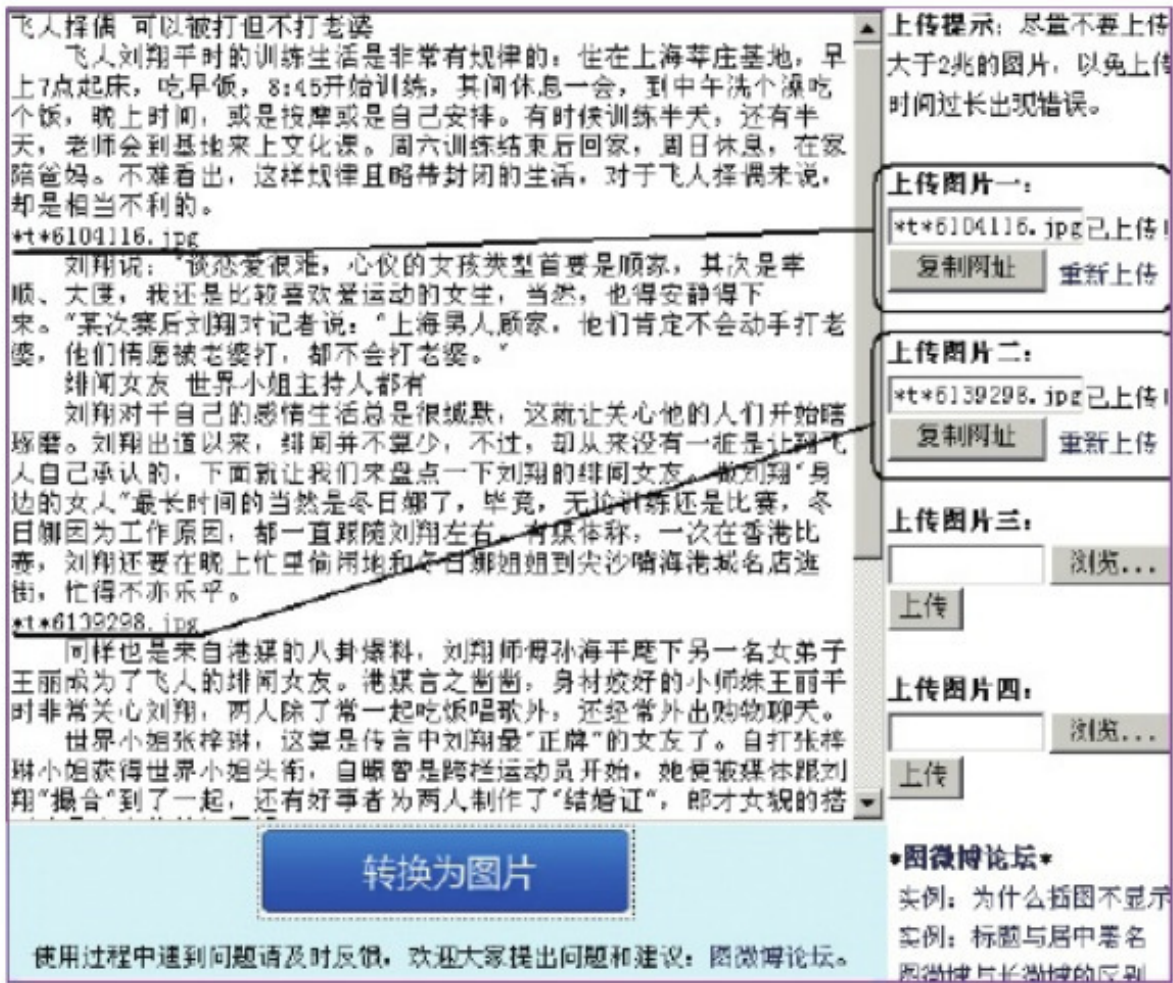 飞人择偶 可以被打但不打老婆
飞人刘翔平时的训练生活是非常有规律的：住在上海莘庄基地，早
上7点起床，吃早饭，8:45开始训练，其间休息一会，到中午洗个澡吃
个饭，晚上时间，或是按摩或是自己安排。有时候训练半天，还有半
天，老师会到基地来上文化课。周六训练结束后回家，周日休息，在家
陪爸妈。不难看出，这样规律且略带封闭的生活，对于飞人择偶来说，
却是相当不利的。
*t*6104116.jpg
刘翔说："谈恋爱很难，心仪的女孩类型首要是顾家，其次是孝
顺、大度，我还是比较喜欢爱运动的女生，当然，也得安静得下
来。"某次赛后刘翔对记者说："上海男人顾家，他们肯定不会动手打老
婆，他们情愿被老婆打，都不会打老婆。"
绯闻女友 世界小姐主持人都有
刘翔对于自己的感情生活总是很缄默，这就让关心他的人们开始瞎
琢磨。刘翔出道以来，绯闻并不算少，不过，却从来没有一桩是让翔飞
人自己承认的，下面就让我们来盘点一下刘翔的绯闻女友。做刘翔"身
边的女人"最长时间的当然是冬日娜了，毕竟，无论训练还是比赛，冬
日娜因为工作原因，都一直跟随刘翔左右。有媒体称，一次在香港比
赛，刘翔还要在晚上忙里偷闲地和冬日娜姐姐到尖沙嘴海港城名店逛
街，忙得不亦乐乎。
*t*6139298.jpg
同样也是来自港媒的八卦爆料，刘翔师傅孙海平麾下另一名女弟子
王丽成为了飞人的绯闻女友。港媒言之凿凿，身材姣好的小师妹王丽平
时非常关心刘翔，两人除了常一起吃饭唱歌外，还经常外出购物聊天。
世界小姐张梓琳，这算是传言中刘翔最"正牌"的女友了。自打张梓
琳小姐获得世界小姐头衔，自曝曾是跨栏运动员开始，她便被媒体跟刘
翔"撮合"到了一起，还有好事者为两人制作了"结婚证"，郎才女貌的搭
转换为图片
使用过程中遇到问题请及时反馈，欢迎大家提出问题和建议：图微博论坛。
上传提示：尽量不要上传
大于2兆的图片，以免上传
时间过长出现错误。
上传图片一：
*t*6104116.jpg已上传!
复制网址 重新上传
上传图片二：
*t*6139298.jpg已上传!
复制网址 重新上传
上传图片三：
浏览...
上传
上传图片四：
浏览...
上传
*图微博论坛*
实例：为什么插图不显示
实例：标题与居中署名
图微博与长微博的区别